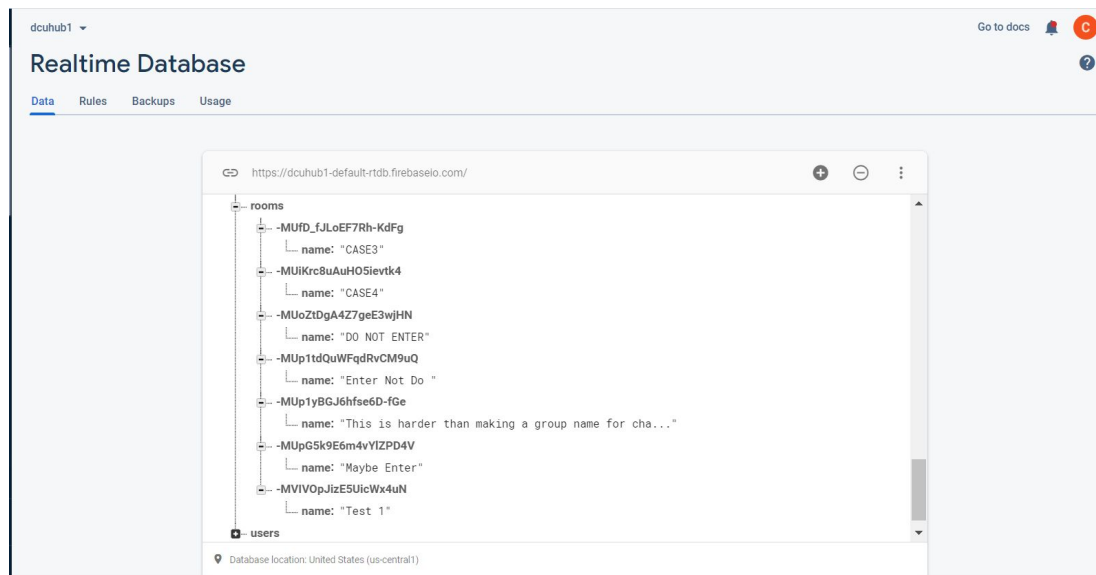 dcuhub1
Go to docs
C
Realtime Database
?
Data Rules Backups Usage
https://dcuhub1-default-rtdb.firebaseio.com/
rooms
-MUfD_fJLoEF7Rh-KdFg
name: "CASE3"
-MUiKrc8uAuHO5ievtk4
name: "CASE4"
-MUoZtDgA4Z7geE3wjHN
name: "DO NOT ENTER"
-MUp1tdQuWFqdRvCM9uQ
name: "Enter Not Do "
-MUp1yBGJ6hfse6D-fGe
name: "This is harder than making a group name for cha..."
-MUpG5k9E6m4vYlZPD4V
name: "Maybe Enter"
-MVIVOpJizE5UicWx4uN
name: "Test 1"
users
Database location: United States (us-central1)